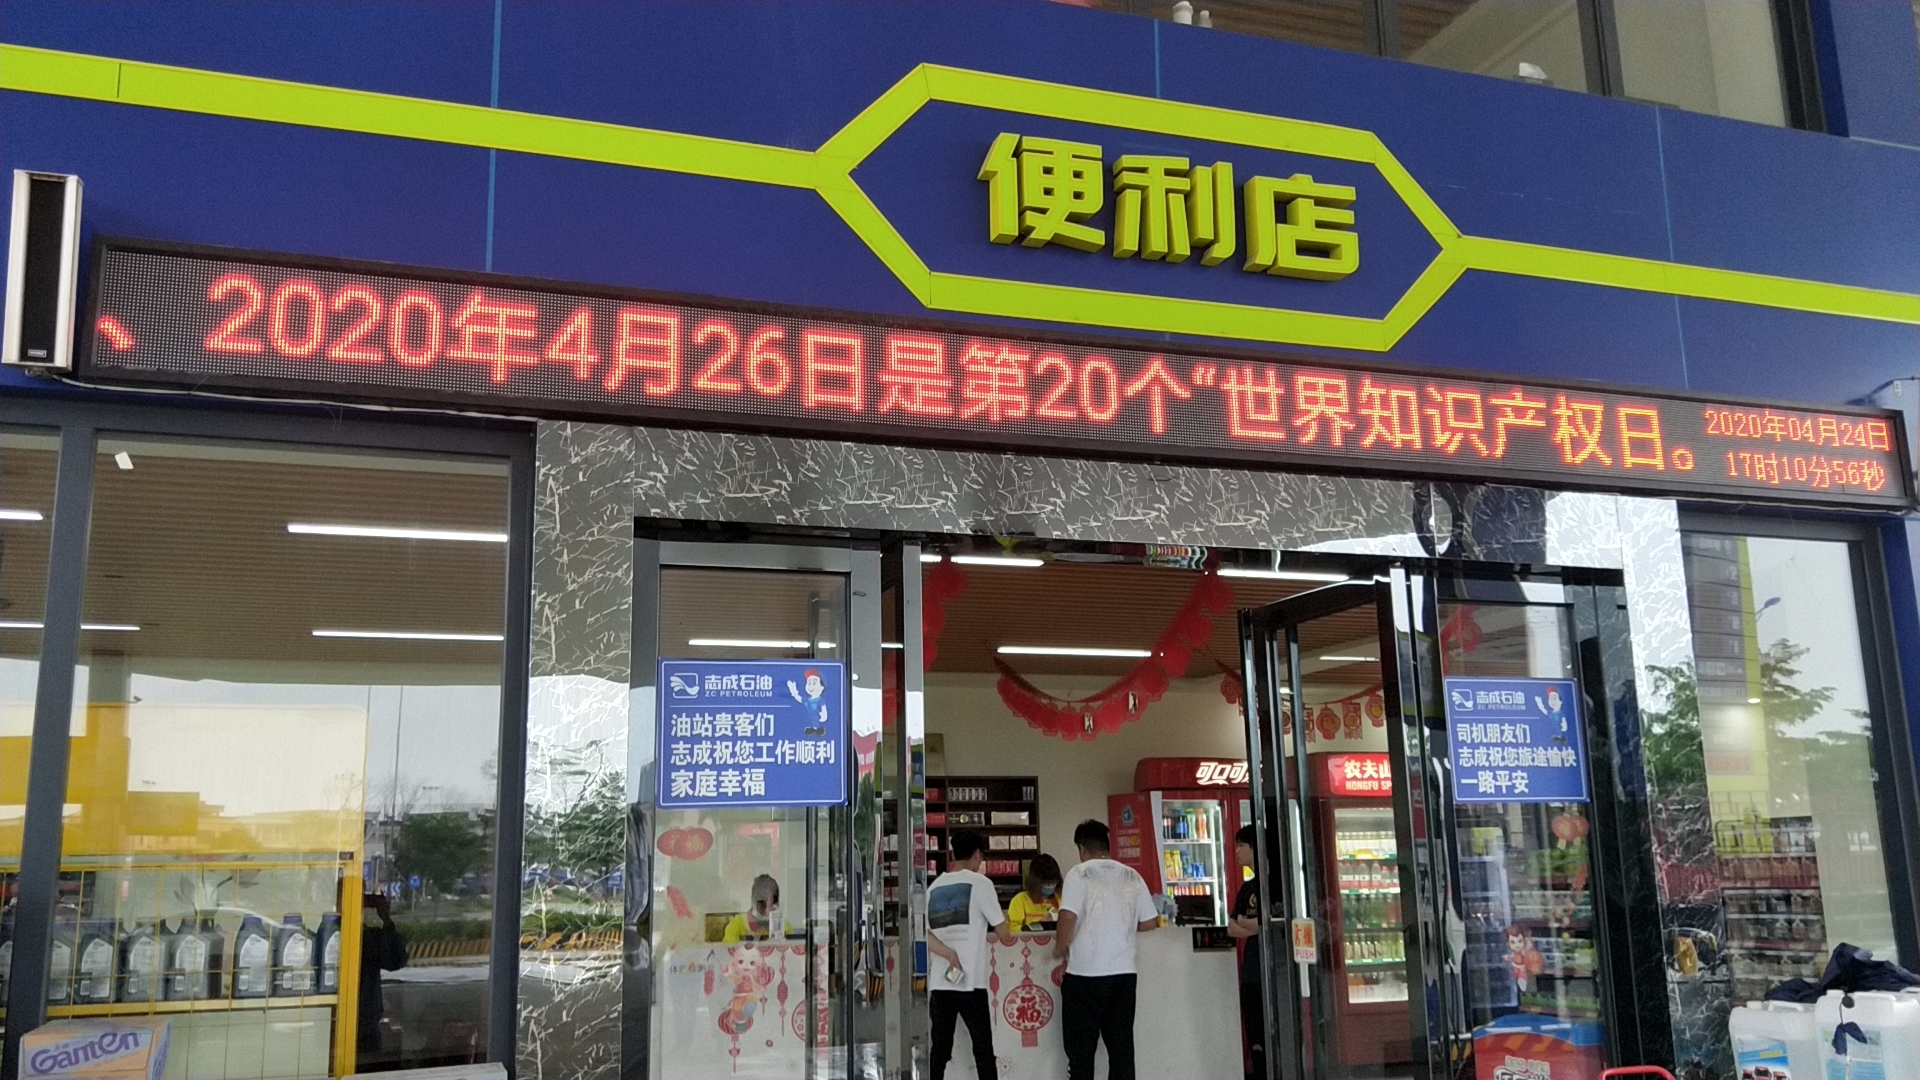 便利店
、2020年4月26日是第20个“世界知识产权日。
2020年04月24日
17时10分56秒
志成石油
ZC PETROLEUM
油站贵客们
志成祝您工作顺利
家庭幸福
志成石油
ZC PETROLEUM
司机朋友们
志成祝您旅途愉快
一路平安
可口可
农夫山
NONGFU SP
PUSH
福
Ganten